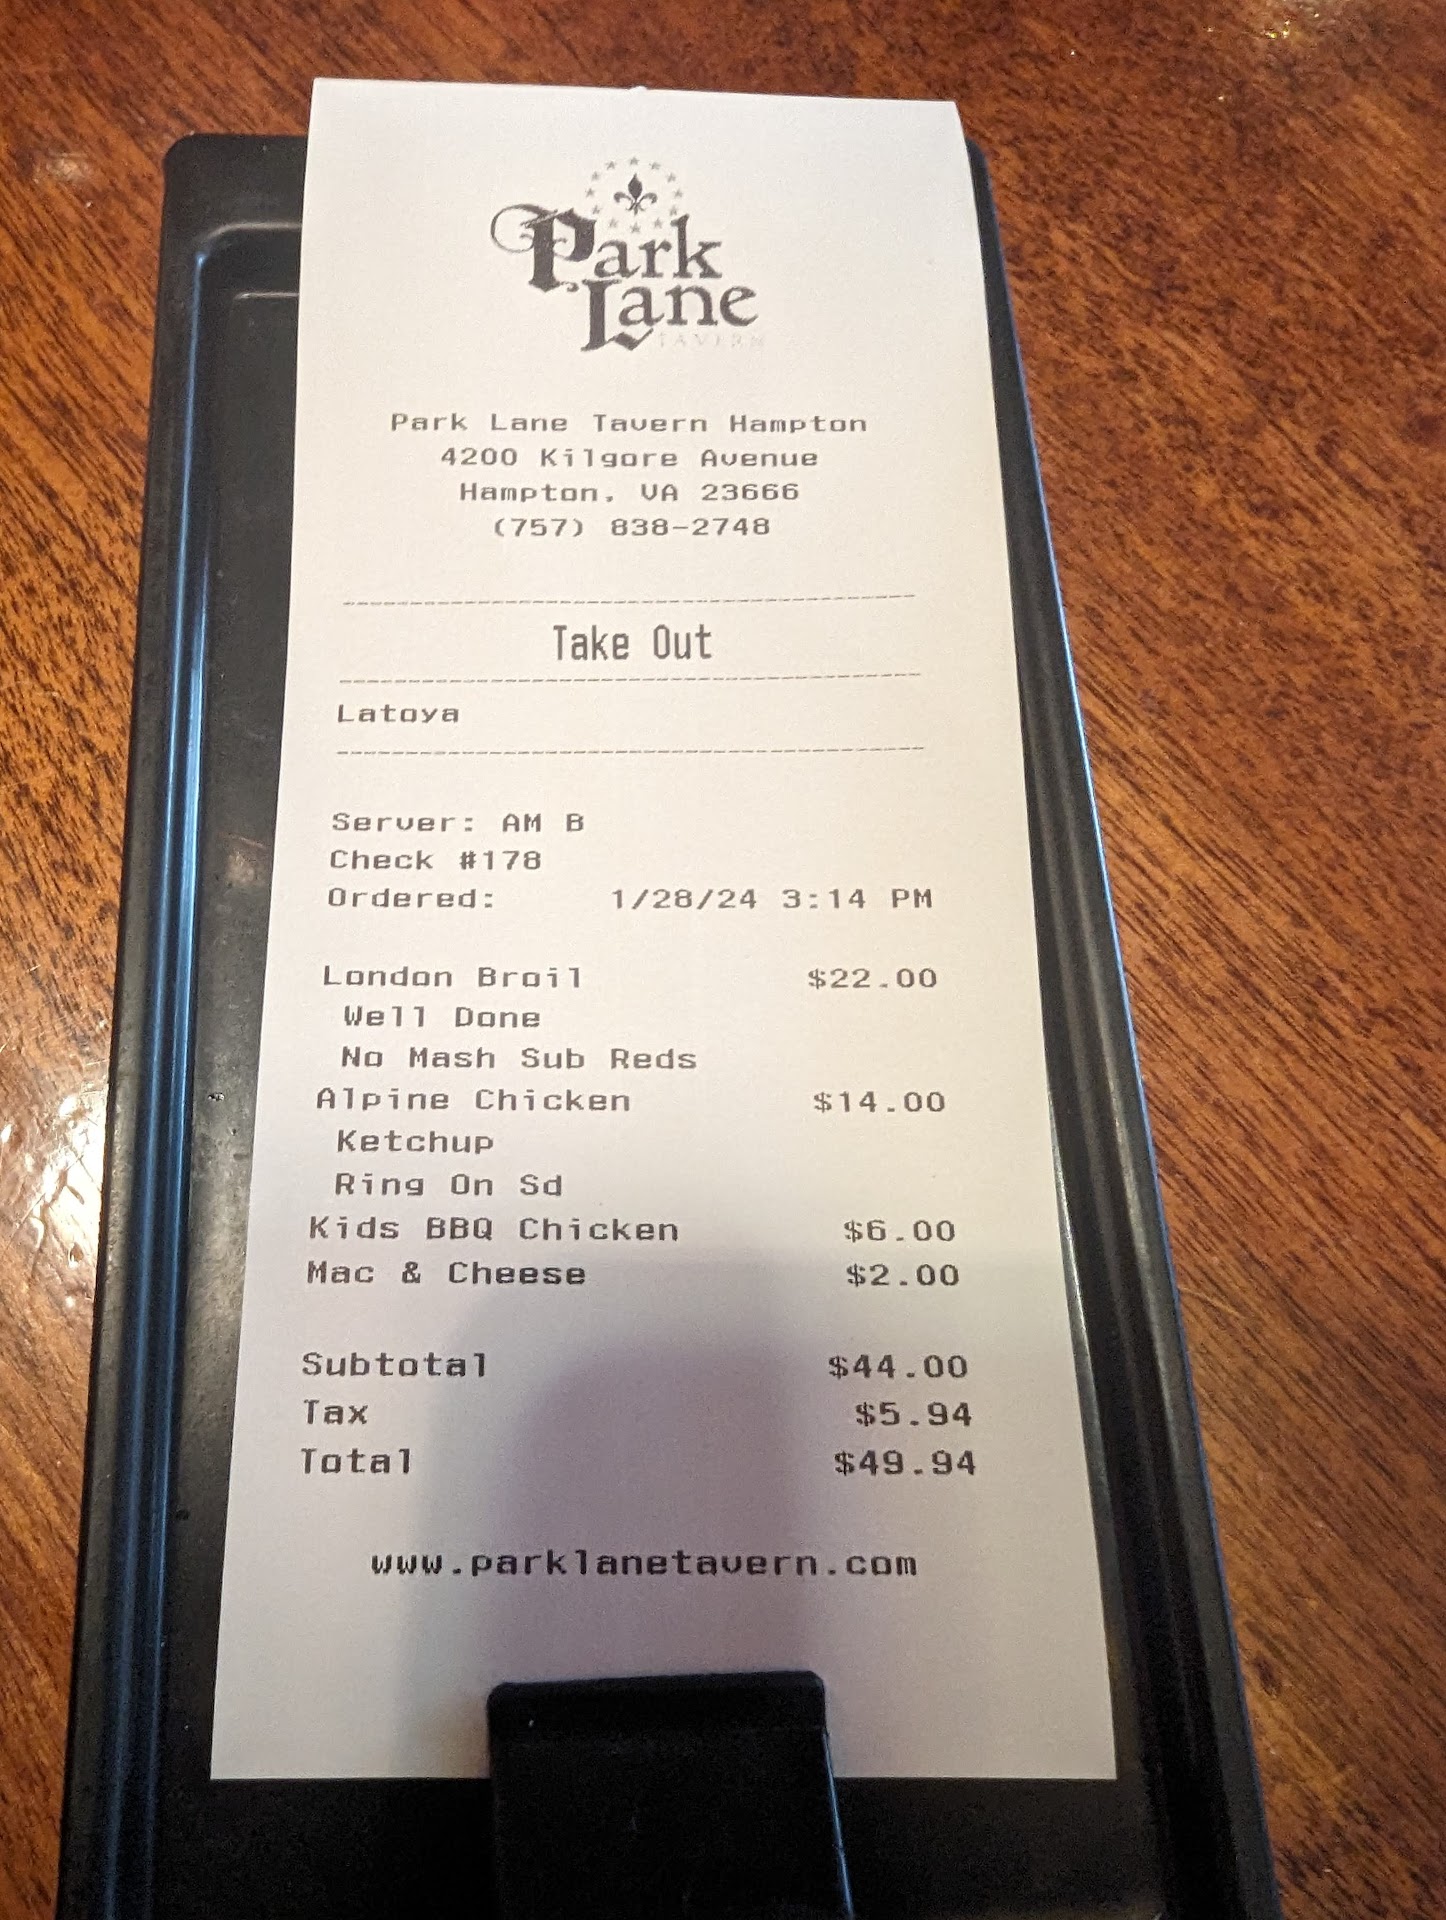 Park
Lane
TAVERN
Park Lane Tavern Hampton
4200 Kilgore Avenue
Hampton, VA 23666
(757) 838-2748
Take Out
Latoya
Server: AM B
Check #178
Ordered: 1/28/24 3:14 PM
London Broil $22.00
Well Done
No Mash Sub Reds
Alpine Chicken $14.00
Ketchup
Ring On Sd
Kids BBQ Chicken $6.00
Mac & Cheese $2.00
Subtotal $44.00
Tax $5.94
Total $49.94
www.parklanetavern.com